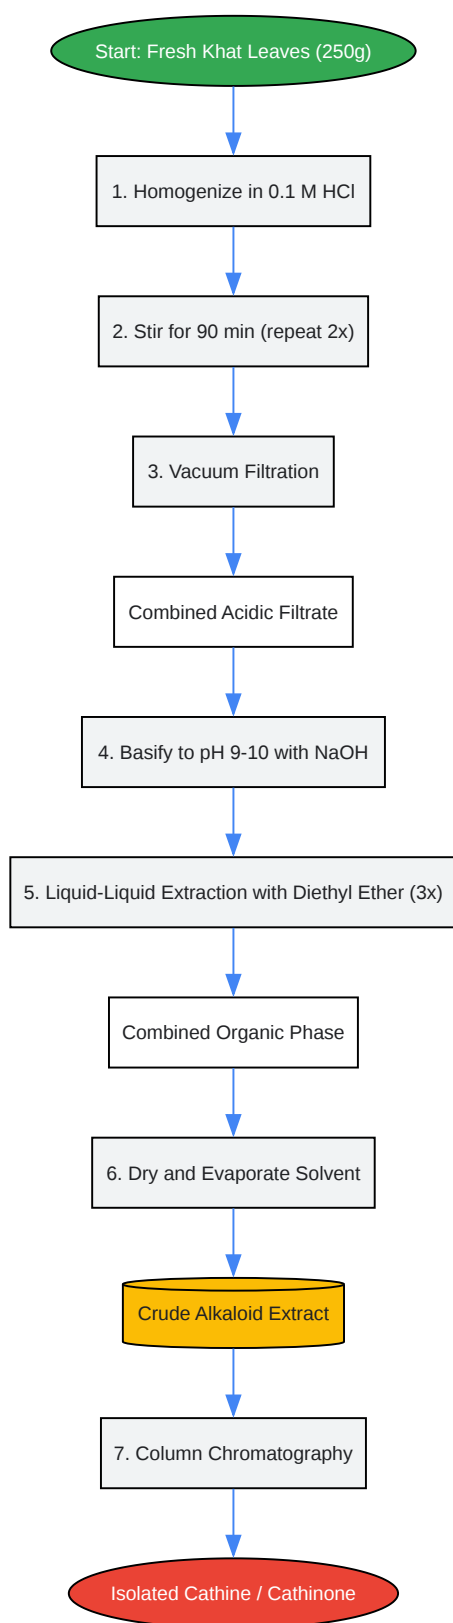 Start: Fresh Khat Leaves (250g)
1. Homogenize in 0.1 M HCl
2. Stir for 90 min (repeat 2x)
3. Vacuum Filtration
Combined Acidic Filtrate
4. Basify to pH 9-10 with NaOH
5. Liquid-Liquid Extraction with Diethyl Ether (3x)
Combined Organic Phase
6. Dry and Evaporate Solvent
Crude Alkaloid Extract
7. Column Chromatography
Isolated Cathine / Cathinone